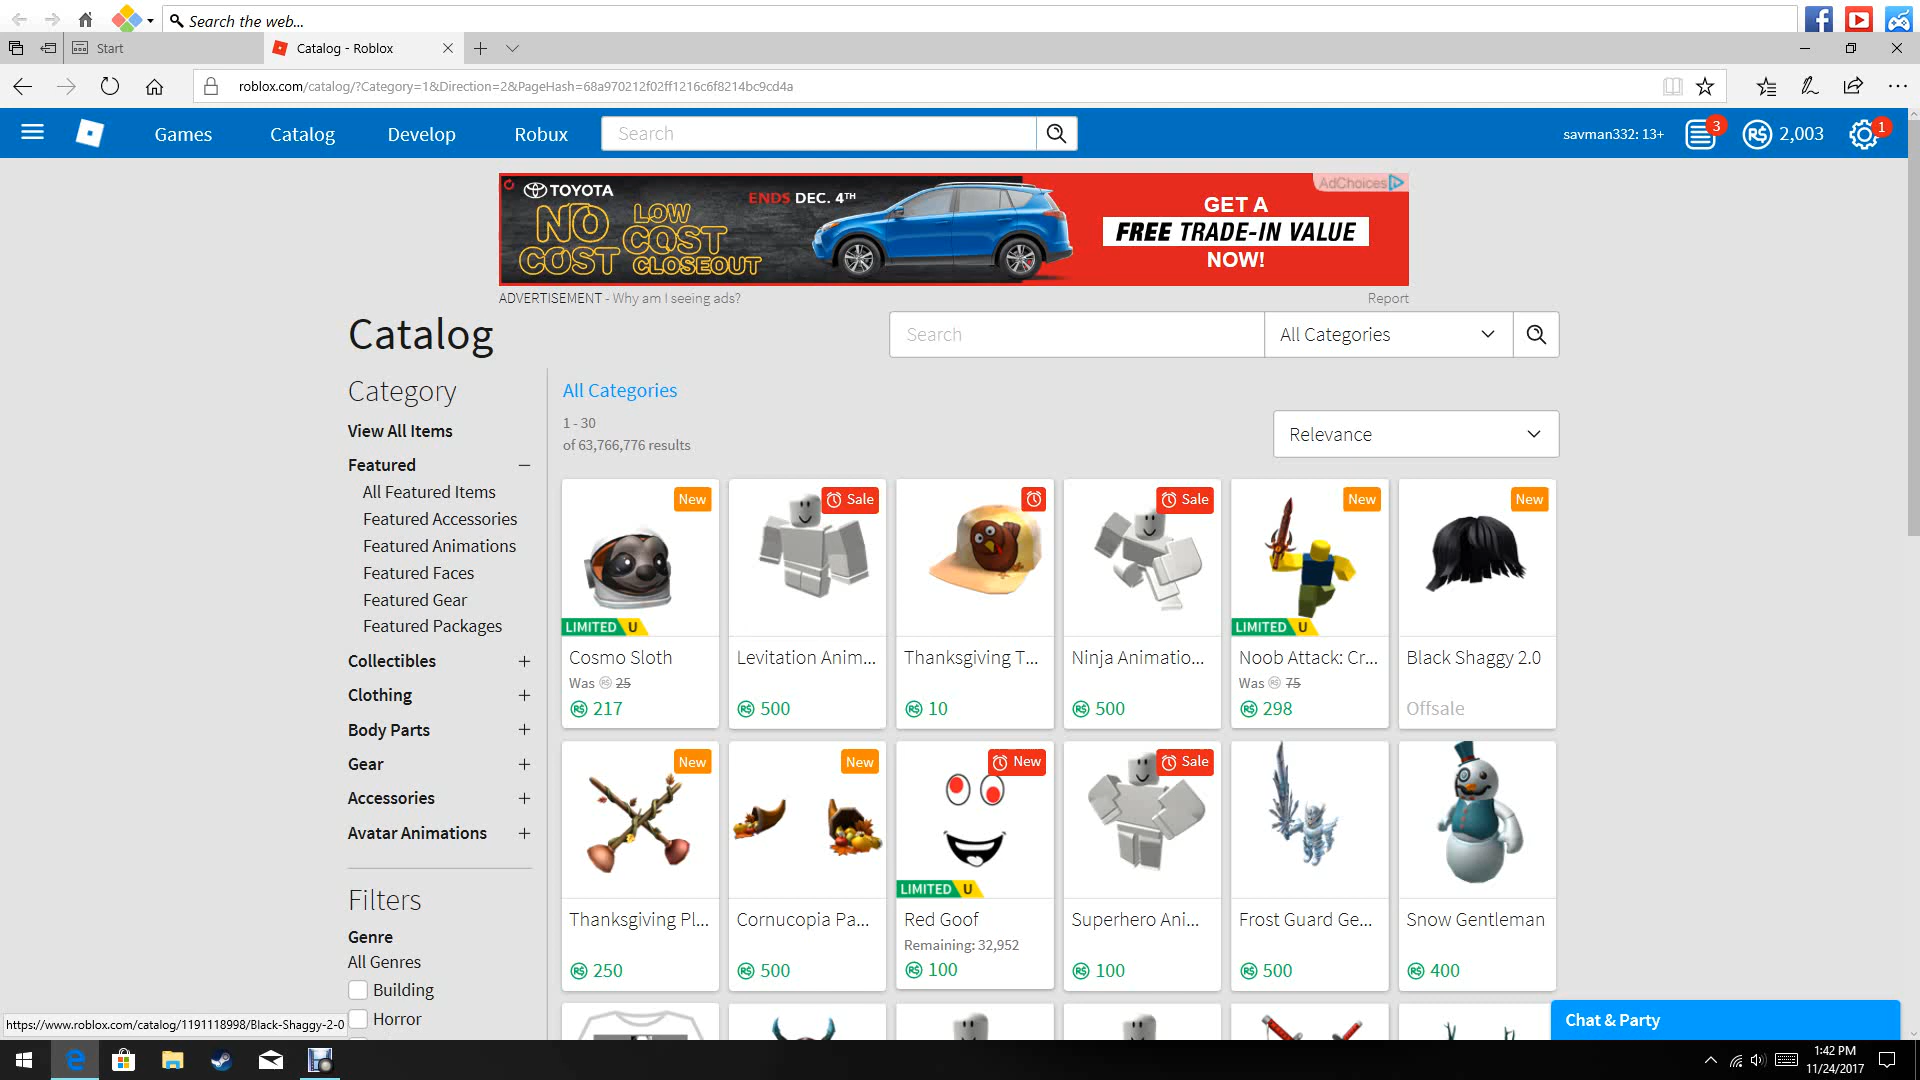 Search the web...
Start
Catalog - Roblox
roblox.com/catalog/?Category=1&Direction=2&PageHash=68a970212f02ff1216c6f8214bc9cd4a
Games Catalog Develop Robux Search savman332: 13+ 3 R$ 2,003 1
TOYOTA
NO COST
LOW COST CLOSEOUT
ENDS DEC. 4TH
GET A
FREE TRADE-IN VALUE
NOW!
AdChoices
ADVERTISEMENT - Why am I seeing ads? Report
Catalog
Search All Categories
Category
View All Items
Featured
All Featured Items
Featured Accessories
Featured Animations
Featured Faces
Featured Gear
Featured Packages
Collectibles
Clothing
Body Parts
Gear
Accessories
Avatar Animations
Filters
Genre
All Genres
Building
Horror
All Categories
1 - 30
of 63,766,776 results
Relevance
New
LIMITED U
Cosmo Sloth
Was R$ 25
R$ 217
Sale
Levitation Anim...
R$ 500
Thanksgiving T...
R$ 10
Sale
Ninja Animatio...
R$ 500
New
LIMITED U
Noob Attack: Cr...
Was R$ 75
R$ 298
New
Black Shaggy 2.0
Offsale
New
Thanksgiving Pl...
R$ 250
New
Cornucopia Pa...
R$ 500
New
LIMITED U
Red Goof
Remaining: 32,952
R$ 100
Sale
Superhero Ani...
R$ 100
Frost Guard Ge...
R$ 500
Snow Gentleman
R$ 400
Chat & Party
https://www.roblox.com/catalog/1191118998/Black-Shaggy-2-0
1:42 PM
11/24/2017